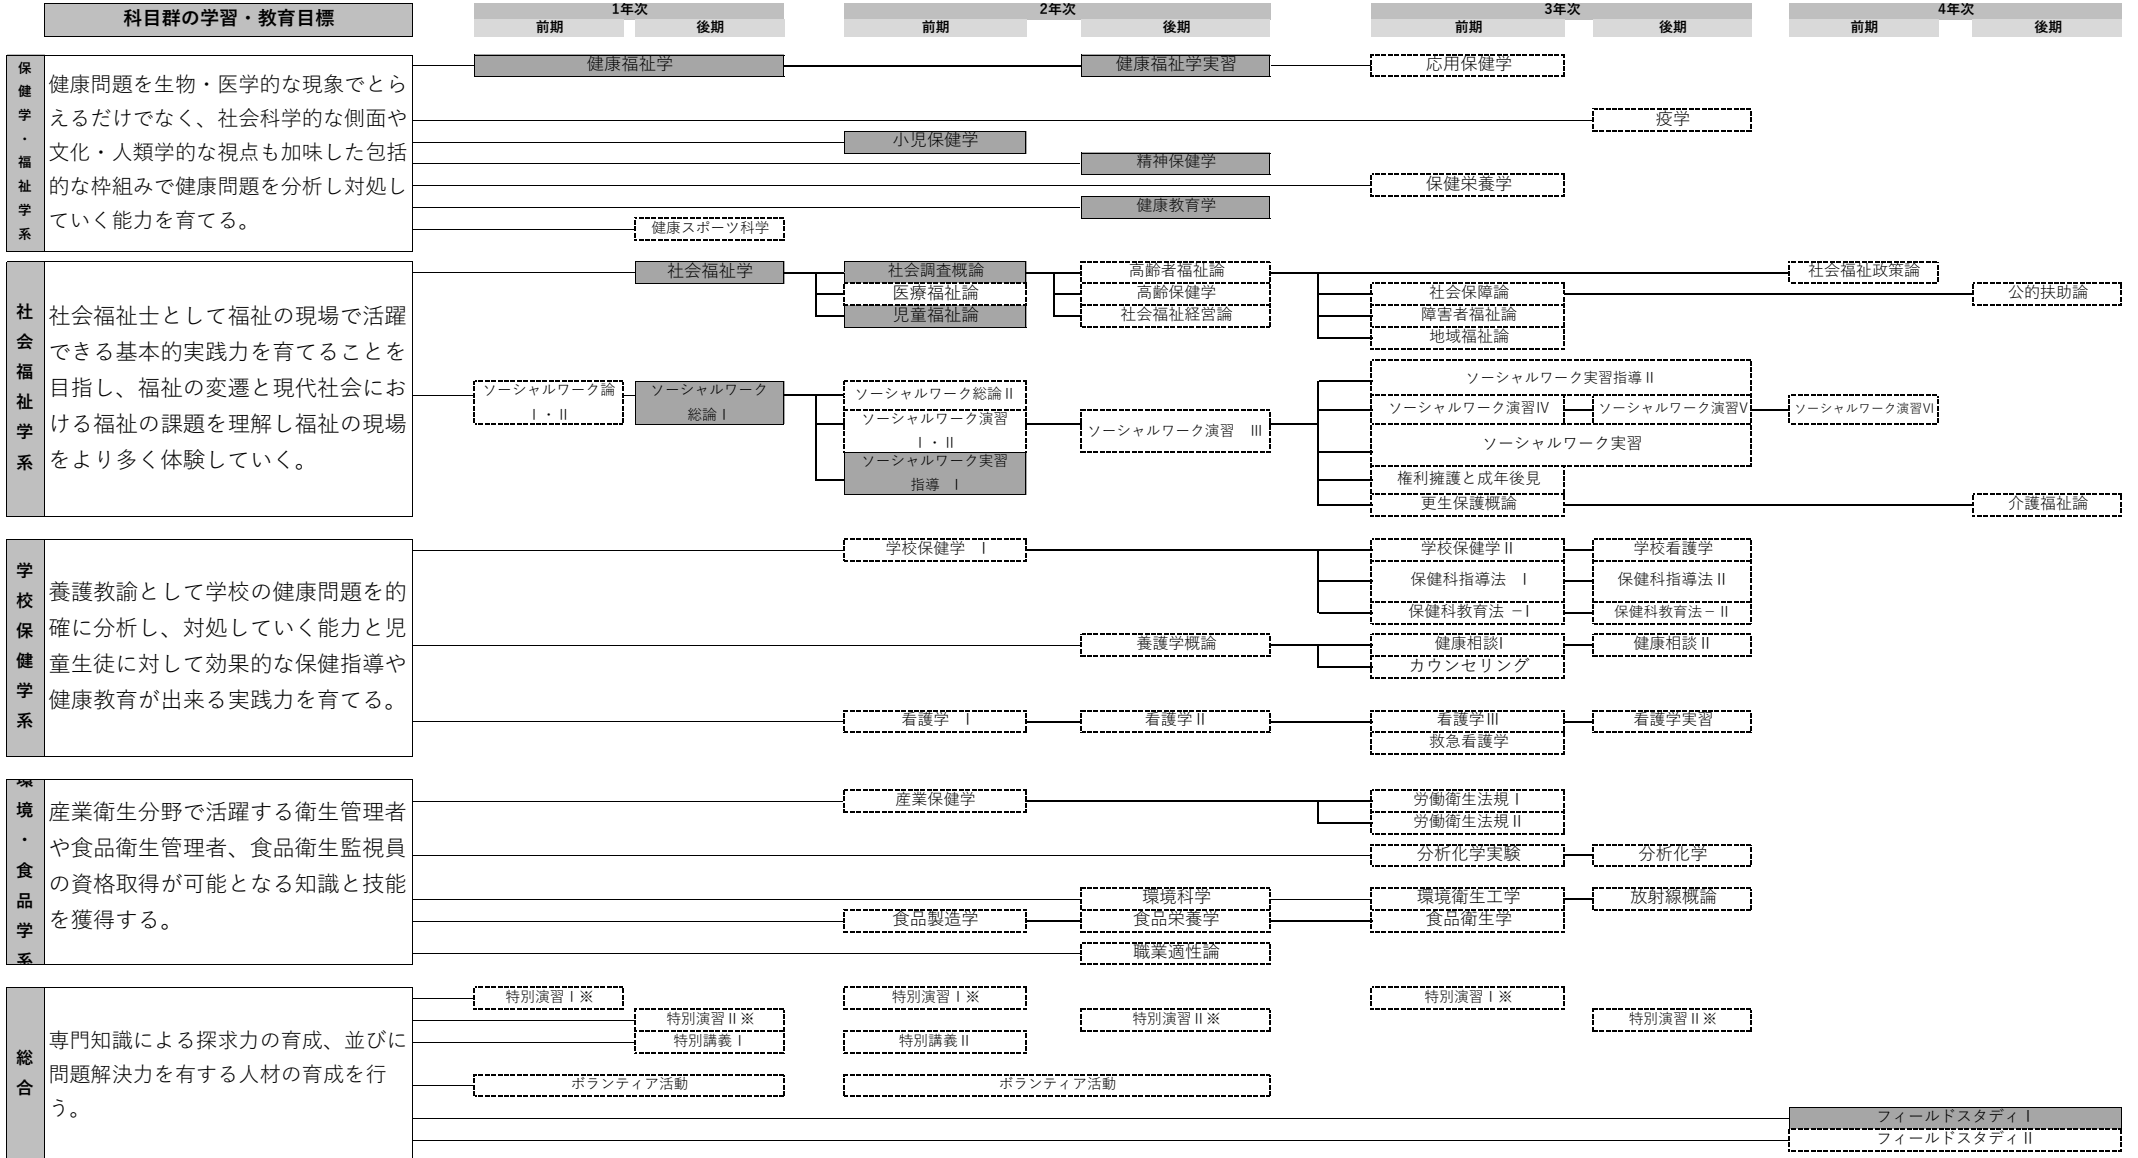 科目群の学習・教育目標
1年次 2年次 3年次 4年次
前期 後期 前期 後期 前期 後期 前期 後期
保健学・福祉学系
健康問題を生物・医学的な現象でとら
えるだけでなく、社会科学的な側面や
文化・人類学的な視点も加味した包括
的な枠組みで健康問題を分析し対処し
ていく能力を育てる。
健康福祉学 健康福祉学実習 応用保健学
疫学
小児保健学
精神保健学
保健栄養学
健康教育学
健康スポーツ科学
社会福祉学系
社会福祉士として福祉の現場で活躍
できる基本的実践力を育てることを
目指し、福祉の変遷と現代社会にお
ける福祉の課題を理解し福祉の現場
をより多く体験していく。
社会福祉学 社会調査概論 高齢者福祉論 社会福祉政策論
医療福祉論 高齢保健学 社会保障論 公的扶助論
児童福祉論 社会福祉経営論 障害者福祉論
地域福祉論
ソーシャルワーク実習指導Ⅱ
ソーシャルワーク論
Ⅰ・Ⅱ
ソーシャルワーク
総論Ⅰ
ソーシャルワーク総論Ⅱ
ソーシャルワーク演習
Ⅰ・Ⅱ
ソーシャルワーク実習
指導 Ⅰ
ソーシャルワーク演習 Ⅲ
ソーシャルワーク演習Ⅳ ソーシャルワーク演習Ⅴ ソーシャルワーク演習Ⅵ
ソーシャルワーク実習
権利擁護と成年後見
更生保護概論 介護福祉論
学校保健学系
養護教諭として学校の健康問題を的
確に分析し、対処していく能力と児
童生徒に対して効果的な保健指導や
健康教育が出来る実践力を育てる。
学校保健学 Ⅰ 学校保健学Ⅱ 学校看護学
保健科指導法 Ⅰ 保健科指導法Ⅱ
保健科教育法 −Ⅰ 保健科教育法−Ⅱ
養護学概論 健康相談Ⅰ 健康相談Ⅱ
カウンセリング
看護学 Ⅰ 看護学Ⅱ 看護学Ⅲ 看護学実習
救急看護学
環境・食品学系
産業衛生分野で活躍する衛生管理者
や食品衛生管理者、食品衛生監視員
の資格取得が可能となる知識と技能
を獲得する。
産業保健学 労働衛生法規Ⅰ
労働衛生法規Ⅱ
分析化学実験 分析化学
環境科学 環境衛生工学 放射線概論
食品製造学 食品栄養学 食品衛生学
職業適性論
総合
専門知識による探求力の育成、並びに
問題解決力を有する人材の育成を行
う。
特別演習Ⅰ※ 特別演習Ⅰ※ 特別演習Ⅰ※
特別演習Ⅱ※ 特別演習Ⅱ※ 特別演習Ⅱ※
特別講義Ⅰ 特別講義Ⅱ
ボランティア活動 ボランティア活動
フィールドスタディⅠ
フィールドスタディⅡ